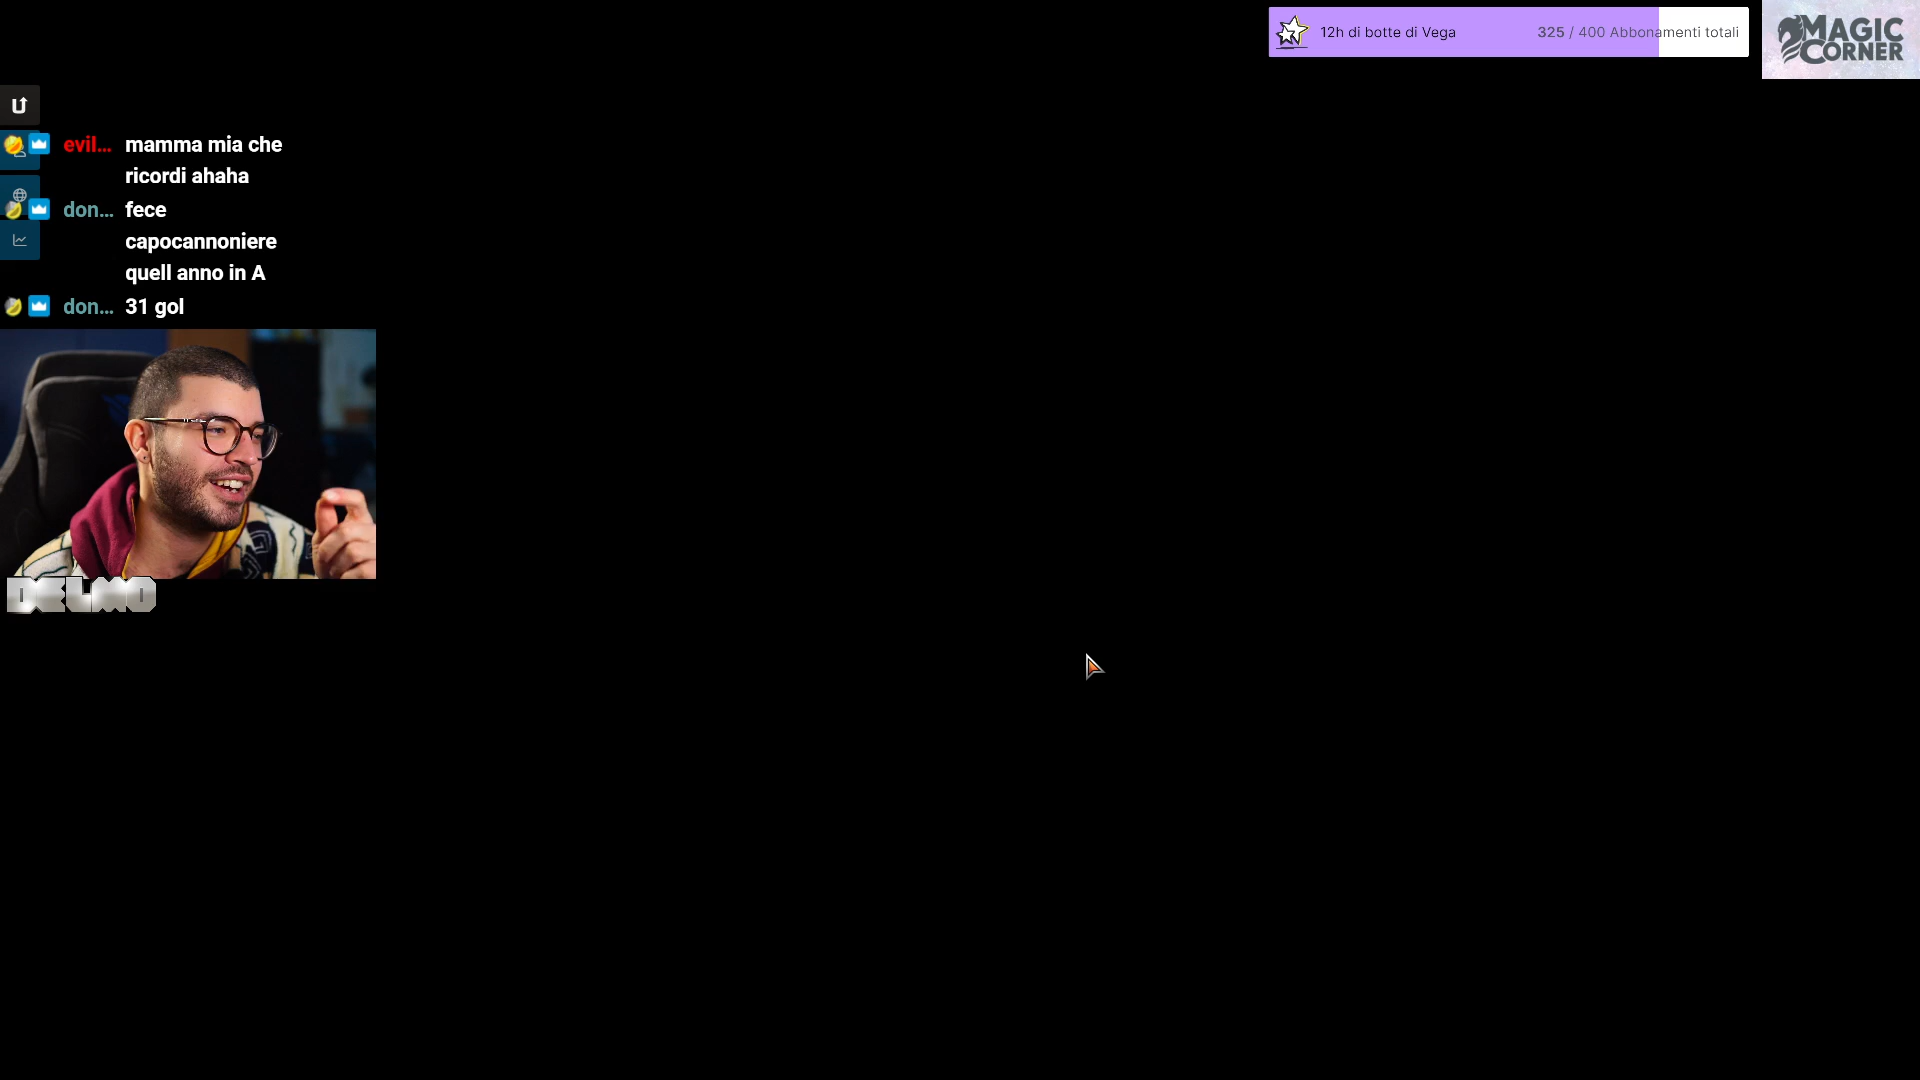 12h di botte di Vega
325 / 400 Abbonamenti totali
MAGIC
CORNER
evil... mamma mia che
ricordi ahaha
don... fece
capocannoniere
quell anno in A
don... 31 gol
DELMO